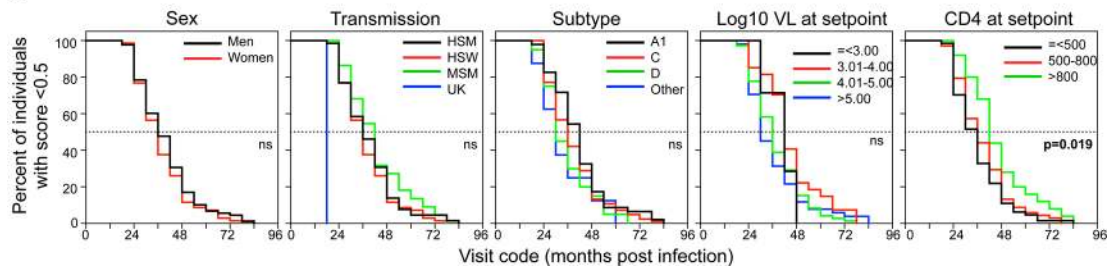 Sex
Transmission
Subtype
Log10 VL at setpoint
CD4 at setpoint
Percent of individuals
with score <0.5
100
80
60
40
20
0
Men
Women
ns
HSM
HSW
MSM
UK
ns
A1
C
D
Other
ns
=<3.00
3.01-4.00
4.01-5.00
>5.00
ns
=<500
500-800
>800
p=0.019
0 24 48 72 96
0 24 48 72 96
0 24 48 72 96
0 24 48 72 96
0 24 48 72 96
Visit code (months post infection)